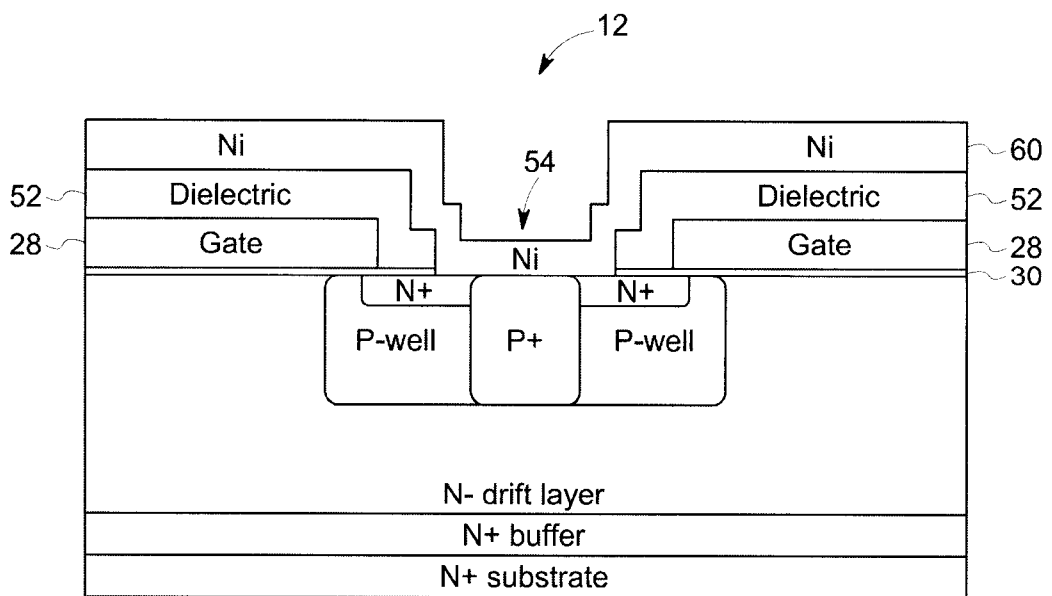 12
Ni 54 Ni 60
52 Dielectric Dielectric 52
28 Gate Ni Gate 28
30
N+ N+
P-well P+ P-well
N- drift layer
N+ buffer
N+ substrate